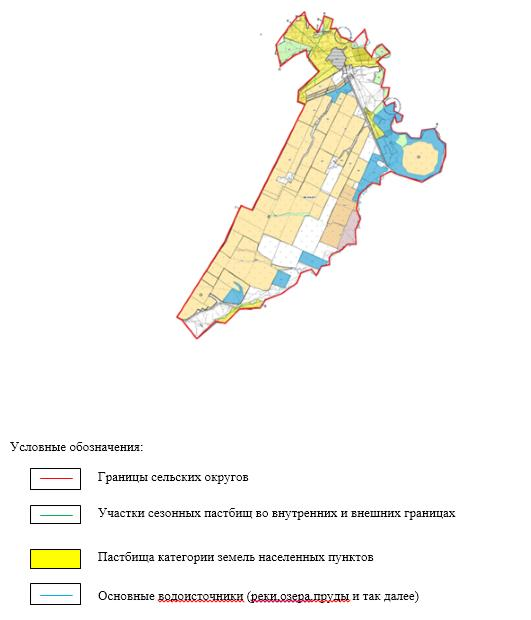 Условные обозначения:
Границы сельских округов
Участки сезонных пастбищ во внутренних и внешних границах
Пастбища категории земель населенных пунктов
Основные водоисточники (реки,озера,пруды и так далее)